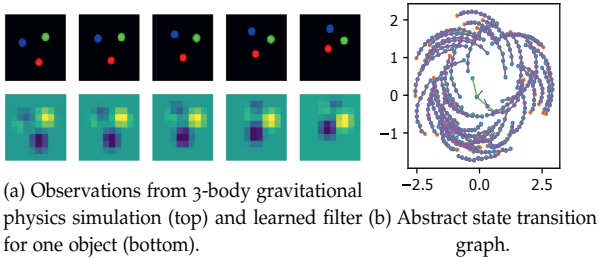 2
1
0
−1
−2.5
0.0
2.5
(a) Observations from 3-body gravitational
physics simulation (top) and learned filter
for one object (bottom).
(b) Abstract state transition
graph.